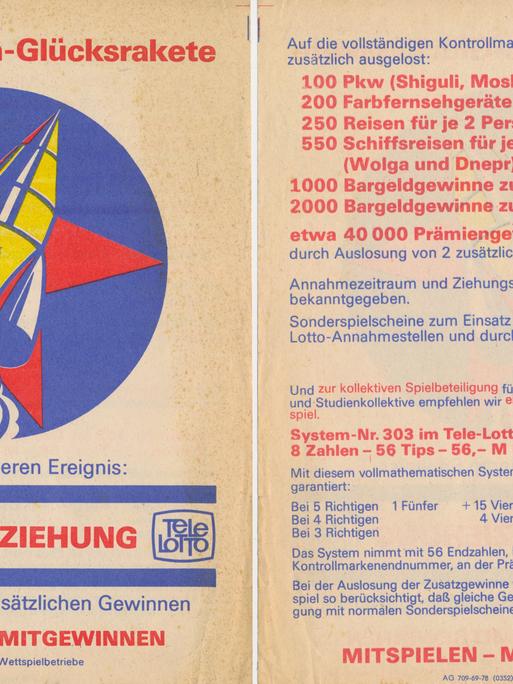 -Glücksrakete
eren Ereignis:
ZIEHUNG
TELE
LOTTO
sätzlichen Gewinnen
MITGEWINNEN
Wettspielbetriebe
Auf die vollständigen Kontrollma
zusätzlich ausgelost:
100 Pkw (Shiguli, Mosk
200 Farbfernsehgeräte
250 Reisen für je 2 Pers
550 Schiffsreisen für je
(Wolga und Dnepr)
1000 Bargeldgewinne zu
2000 Bargeldgewinne zu
etwa 40 000 Prämienge
durch Auslosung von 2 zusätzlic
Annahmezeitraum und Ziehungs
bekanntgegeben.
Sonderspielscheine zum Einsatz
Lotto-Annahmestellen und durc
Und zur kollektiven Spielbeteiligung fü
und Studienkollektive empfehlen wir e
spiel.
System-Nr. 303 im Tele-Lott
8 Zahlen – 56 Tips – 56,– M
Mit diesem vollmathematischen System
garantiert:
Bei 5 Richtigen 1 Fünfer + 15 Vier
Bei 4 Richtigen 4 Vier
Bei 3 Richtigen
Das System nimmt mit 56 Endzahlen,
Kontrollmarkenendnummer, an der Prä
Bei der Auslosung der Zusatzgewinne
spiel so berücksichtigt, daß gleiche Ge
gung mit normalen Sonderspielscheine
MITSPIELEN – M
AG 709-69-78 (0352)